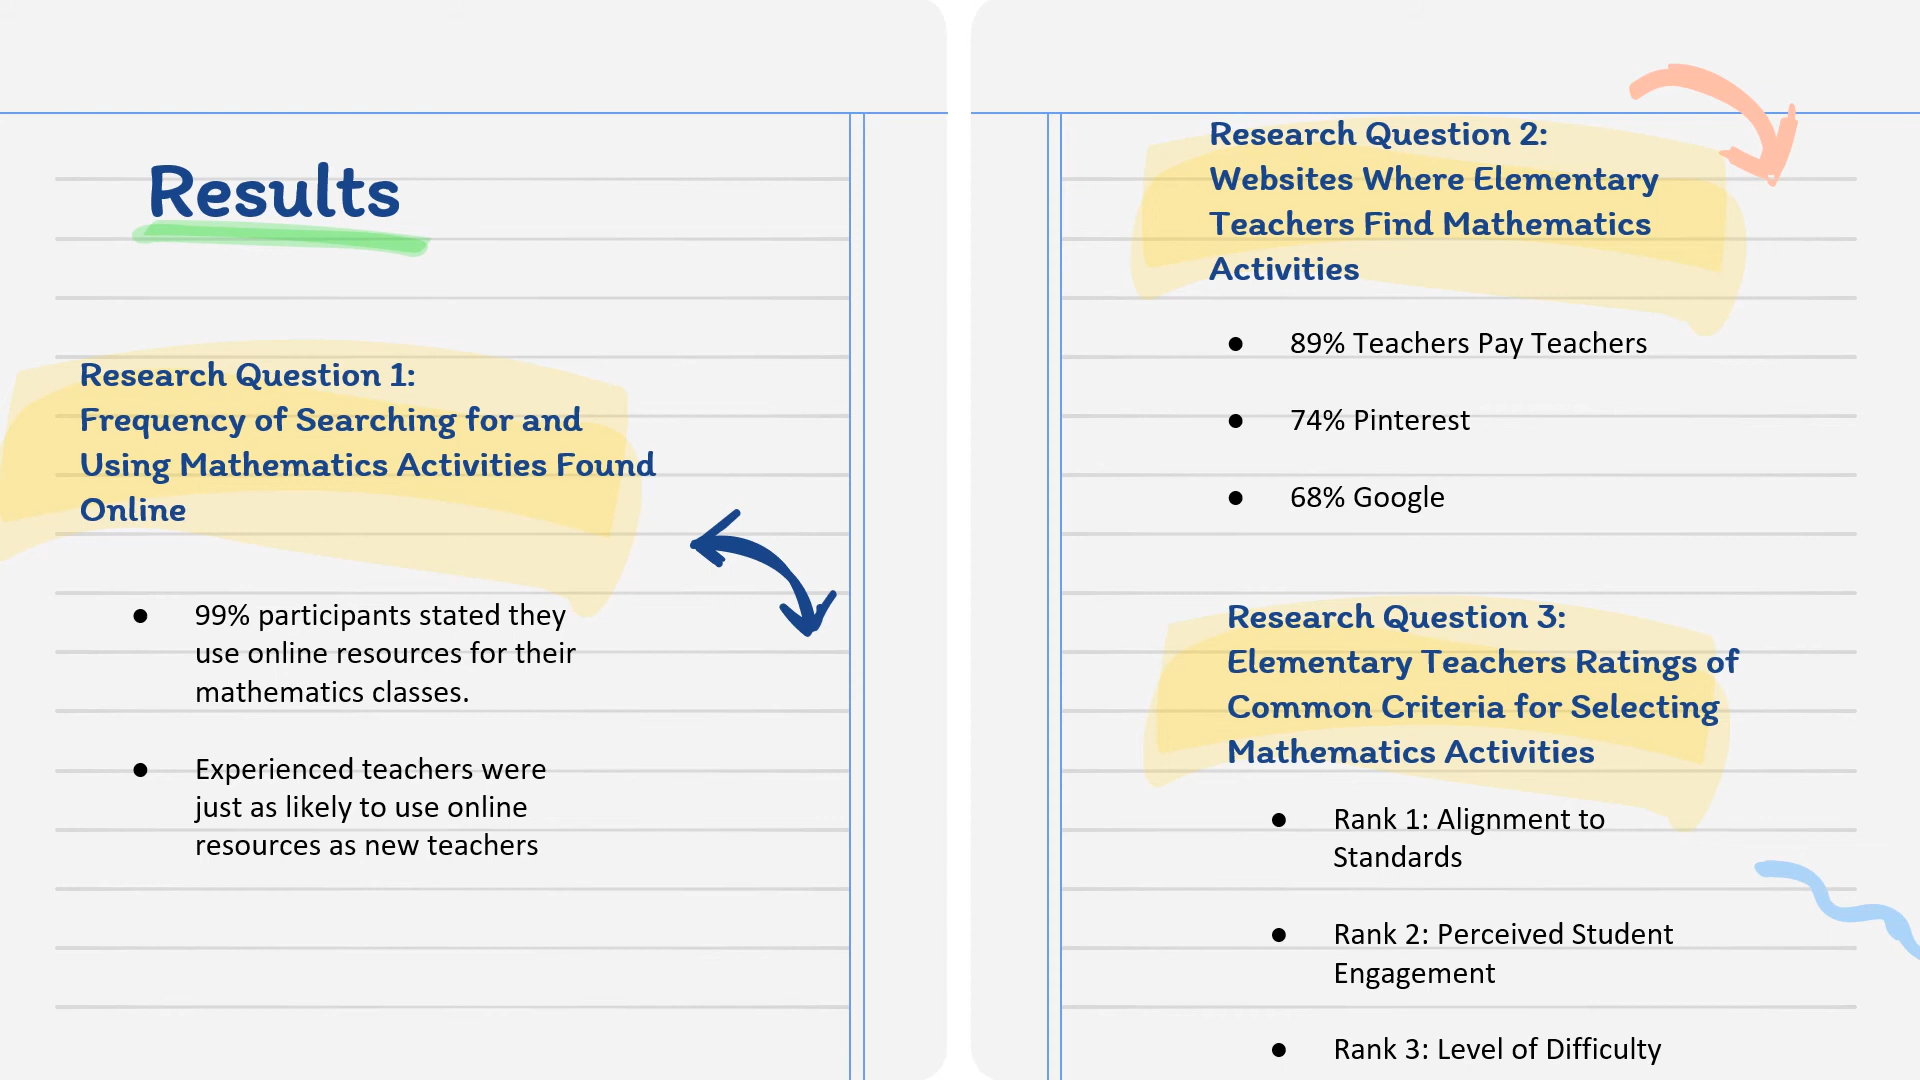 Results
Research Question 1:
Frequency of Searching for and
Using Mathematics Activities Found
Online
● 99% participants stated they
use online resources for their
mathematics classes.
● Experienced teachers were
just as likely to use online
resources as new teachers
Research Question 2:
Websites Where Elementary
Teachers Find Mathematics
Activities
● 89% Teachers Pay Teachers
● 74% Pinterest
● 68% Google
Research Question 3:
Elementary Teachers Ratings of
Common Criteria for Selecting
Mathematics Activities
● Rank 1: Alignment to
Standards
● Rank 2: Perceived Student
Engagement
● Rank 3: Level of Difficulty